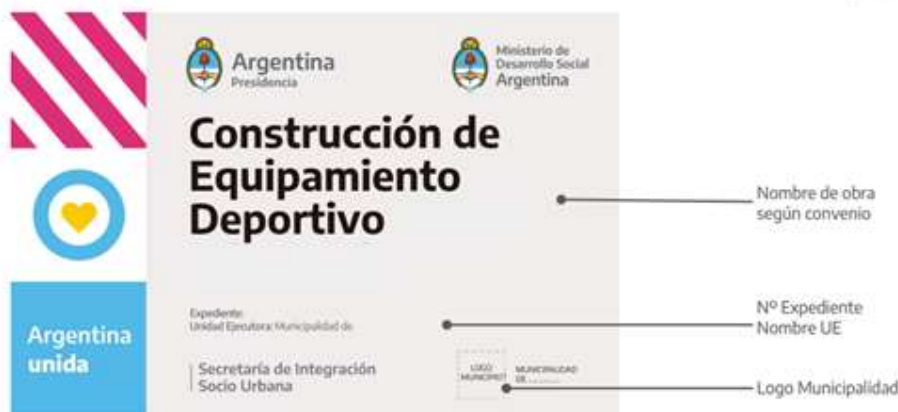 Argentina
Presidencia
Ministerio de
Desarrollo Social
Argentina
Construcción de
Equipamiento
Deportivo
Nombre de obra
según convenio
Expediente:
Unidad Ejecutora: Municipalidad de
Nº Expediente
Nombre UE
Argentina
unida
Secretaría de Integración
Socio Urbana
LOGO
MUNICIPIO
MUNICIPALIDAD
DE
Logo Municipalidad